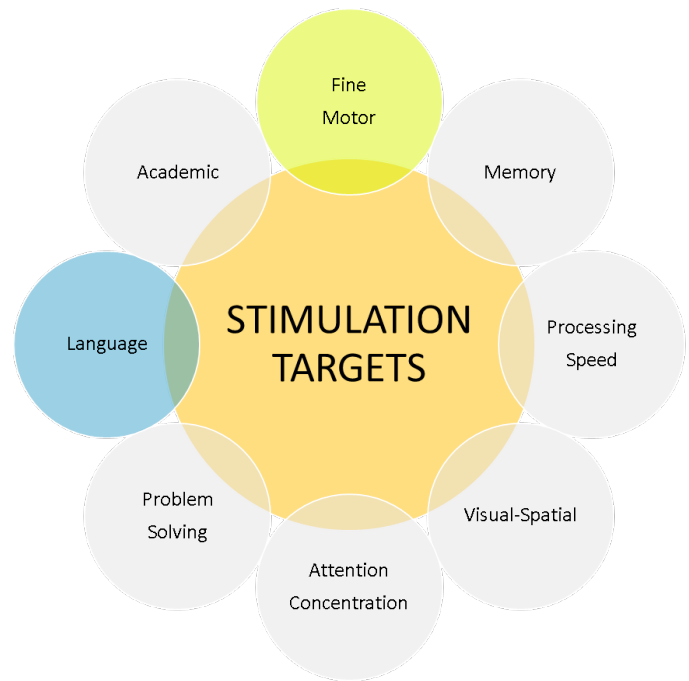 Fine
Motor
Academic
Memory
STIMULATION
TARGETS
Language
Processing
Speed
Problem
Solving
Visual-Spatial
Attention
Concentration